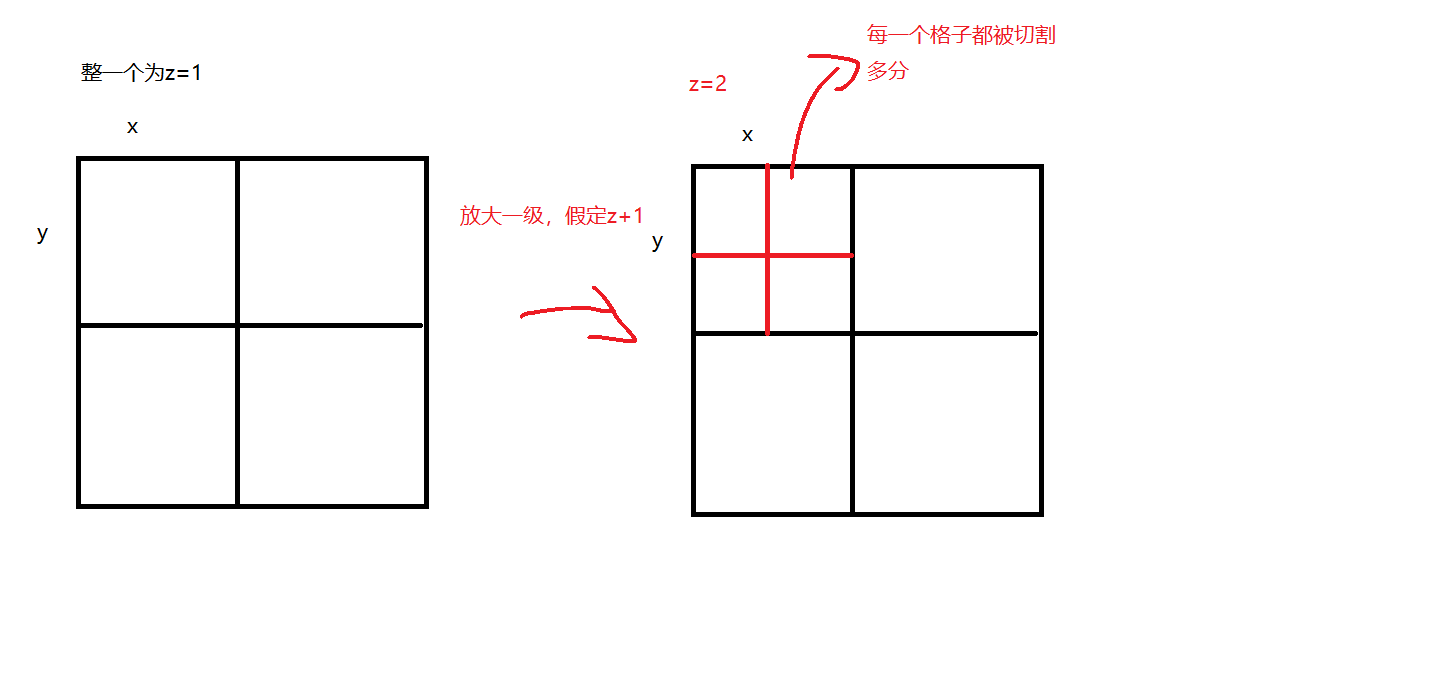 整一个为z=1
x
y
放大一级，假定z+1
z=2
每一个格子都被切割
多分
x
y